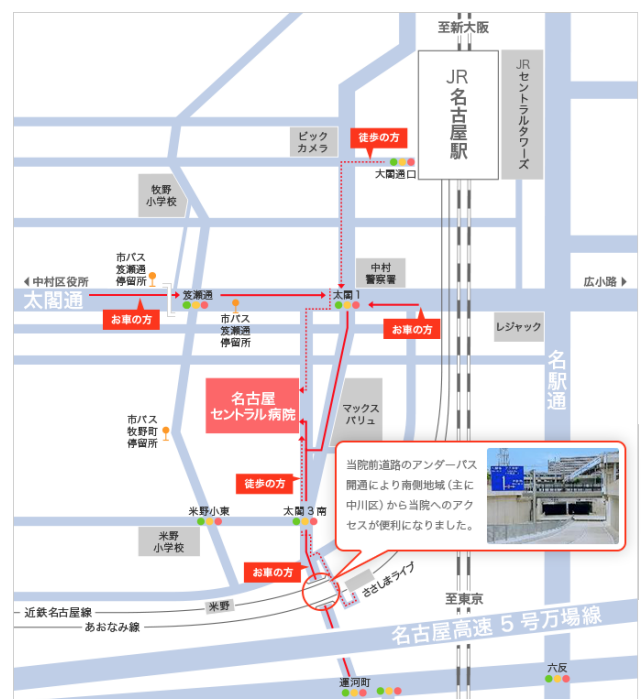 至新大阪
JR
名古屋駅
JR
セントラルタワーズ
ビック
カメラ
徒歩の方
大閣通口
牧野
小学校
中村
警察署
市バス
笈瀬通
停留所
中村区役所
太閤通
笈瀬通
太閤1
広小路
お車の方
お車の方
市バス
笈瀬通
停留所
レジャック
名駅通
名古屋
セントラル病院
マックス
バリュ
市バス
牧野町
停留所
当院前道路のアンダーパス
開通により南側地域(主に
中川区)から当院へのアク
セスが便利になりました。
徒歩の方
米野小東
太閤3南
米野
小学校
お車の方
ささしまライブ
米野
至東京
近鉄名古屋線
あおなみ線
名古屋高速5号万場線
六反
運河町